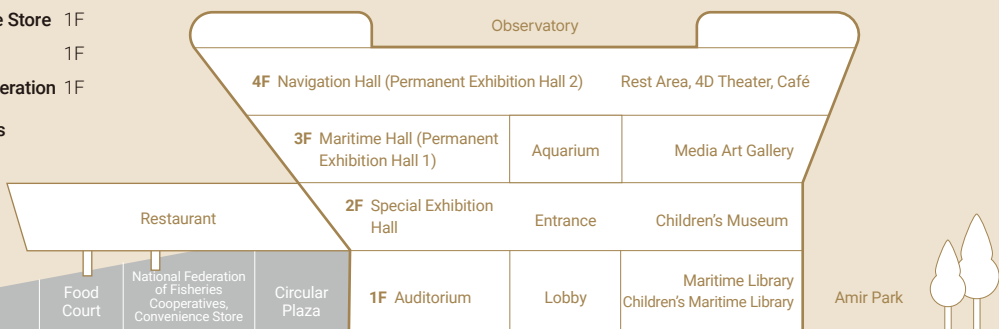 Store 1F
1F
1F
Observatory
4F Navigation Hall (Permanent Exhibition Hall 2)
Rest Area, 4D Theater, Café
3F Maritime Hall (Permanent
Exhibition Hall 1)
Aquarium
Media Art Gallery
2F Special Exhibition
Hall
Entrance
Children's Museum
Restaurant
1F Auditorium
Lobby
Maritime Library
Children's Maritime Library
Amir Park
Food
Court
National Federation
of Fisheries
Cooperatives,
Convenience Store
Circular
Plaza